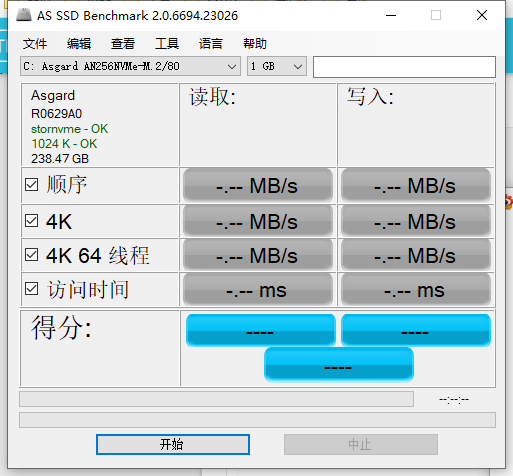 AS SSD Benchmark 2.0.6694.23026
文件 编辑 查看 工具 语言 帮助
C: Asgard AN256NVMe-M.2/80 1 GB
Asgard 读取: 写入:
R0629A0
stornvme - OK
1024 K - OK
238.47 GB
顺序 -.-- MB/s -.-- MB/s
4K -.-- MB/s -.-- MB/s
4K 64 线程 -.-- MB/s -.-- MB/s
访问时间 -.-- ms -.-- ms
得分: ---- ----
----
--:--:--
开始 中止